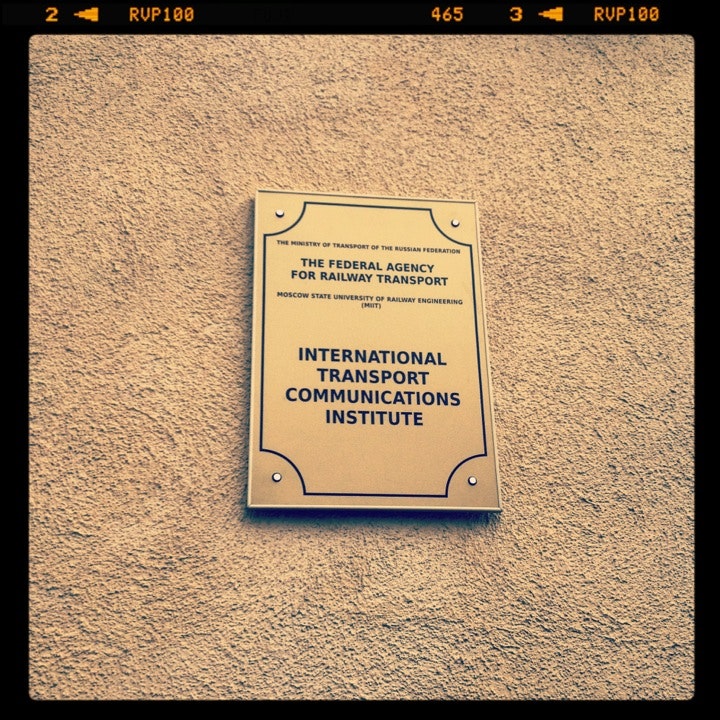 2 RVP100 465 3 RVP100
THE MINISTRY OF TRANSPORT OF THE RUSSIAN FEDERATION
THE FEDERAL AGENCY
FOR RAILWAY TRANSPORT
MOSCOW STATE UNIVERSITY OF RAILWAY ENGINEERING
(MIIT)
INTERNATIONAL
TRANSPORT
COMMUNICATIONS
INSTITUTE